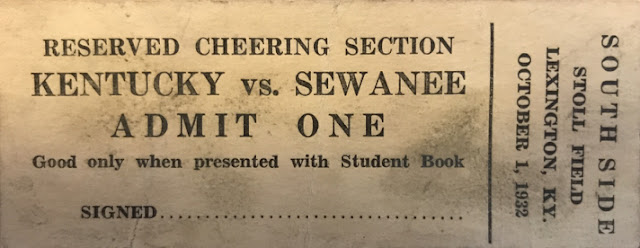 RESERVED CHEERING SECTION
KENTUCKY vs. SEWANEE
ADMIT ONE
Good only when presented with Student Book
SIGNED...................................
SOUTH SIDE
STOLL FIELD
LEXINGTON, KY.
OCTOBER 1, 1932